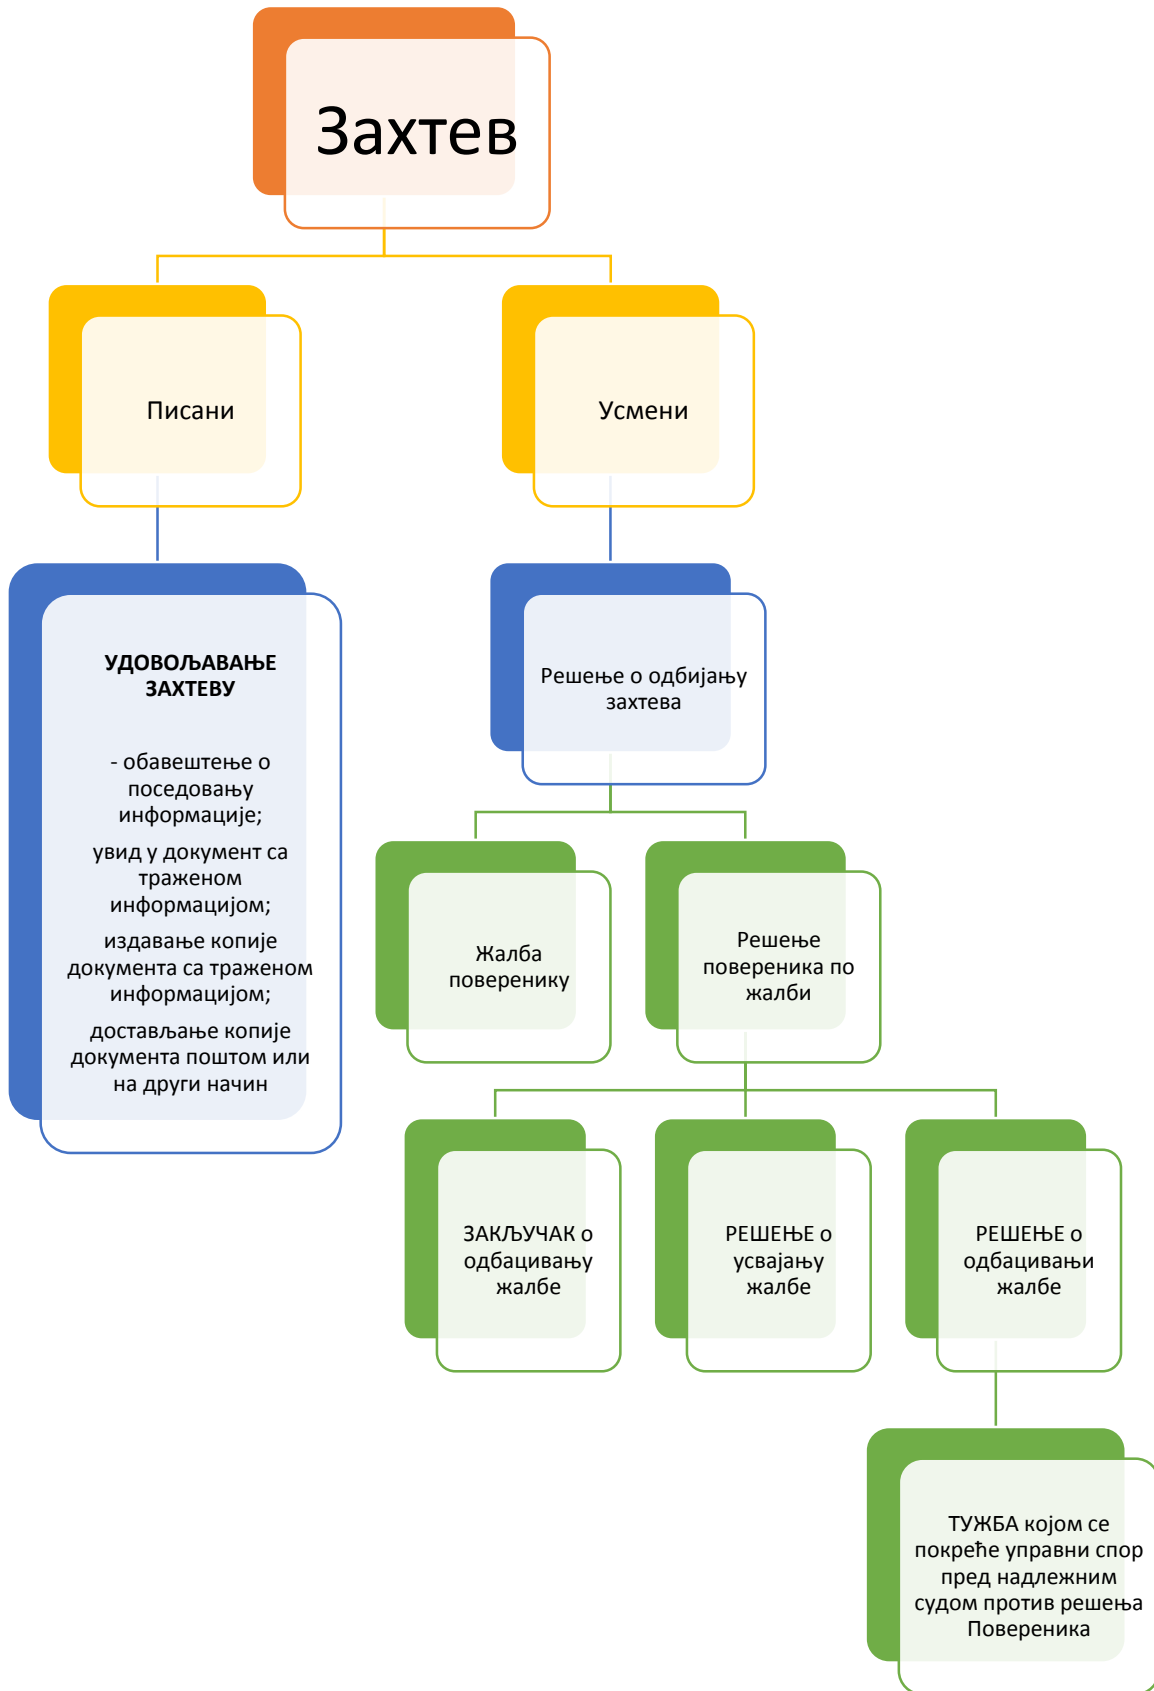 Захтев
Писани
Усмени
УДОВОЉАВАЊЕ
ЗАХТЕВУ
- обавештење о
поседовању
информације;
увид у документ са
траженом
информацијом;
издавање копије
документа са траженом
информацијом;
достављање копије
документа поштом или
на други начин
Решење о одбијању
захтева
Жалба
поверенику
Решење
повереника по
жалби
ЗАКЉУЧАК о
одбацивању
жалбе
РЕШЕЊЕ о
усвајању
жалбе
РЕШЕЊЕ о
одбацивањи
жалбе
ТУЖБА којом се
покреће управни спор
пред надлежним
судом против решења
Повереника